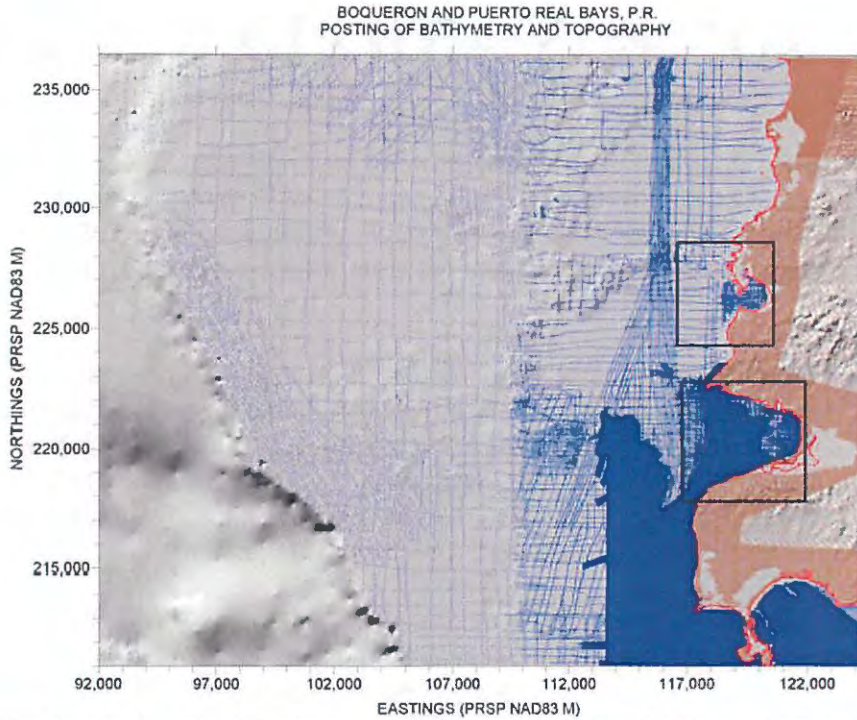 BOQUERON AND PUERTO REAL BAYS, P.R.
POSTING OF BATHYMETRY AND TOPOGRAPHY
235,000
230,000
225,000
220,000
215,000
NORTHINGS (PRSP NAD83 M)
92,000 97,000 102,000 107,000 112,000 117,000 122,000
EASTINGS (PRSP NAD83 M)